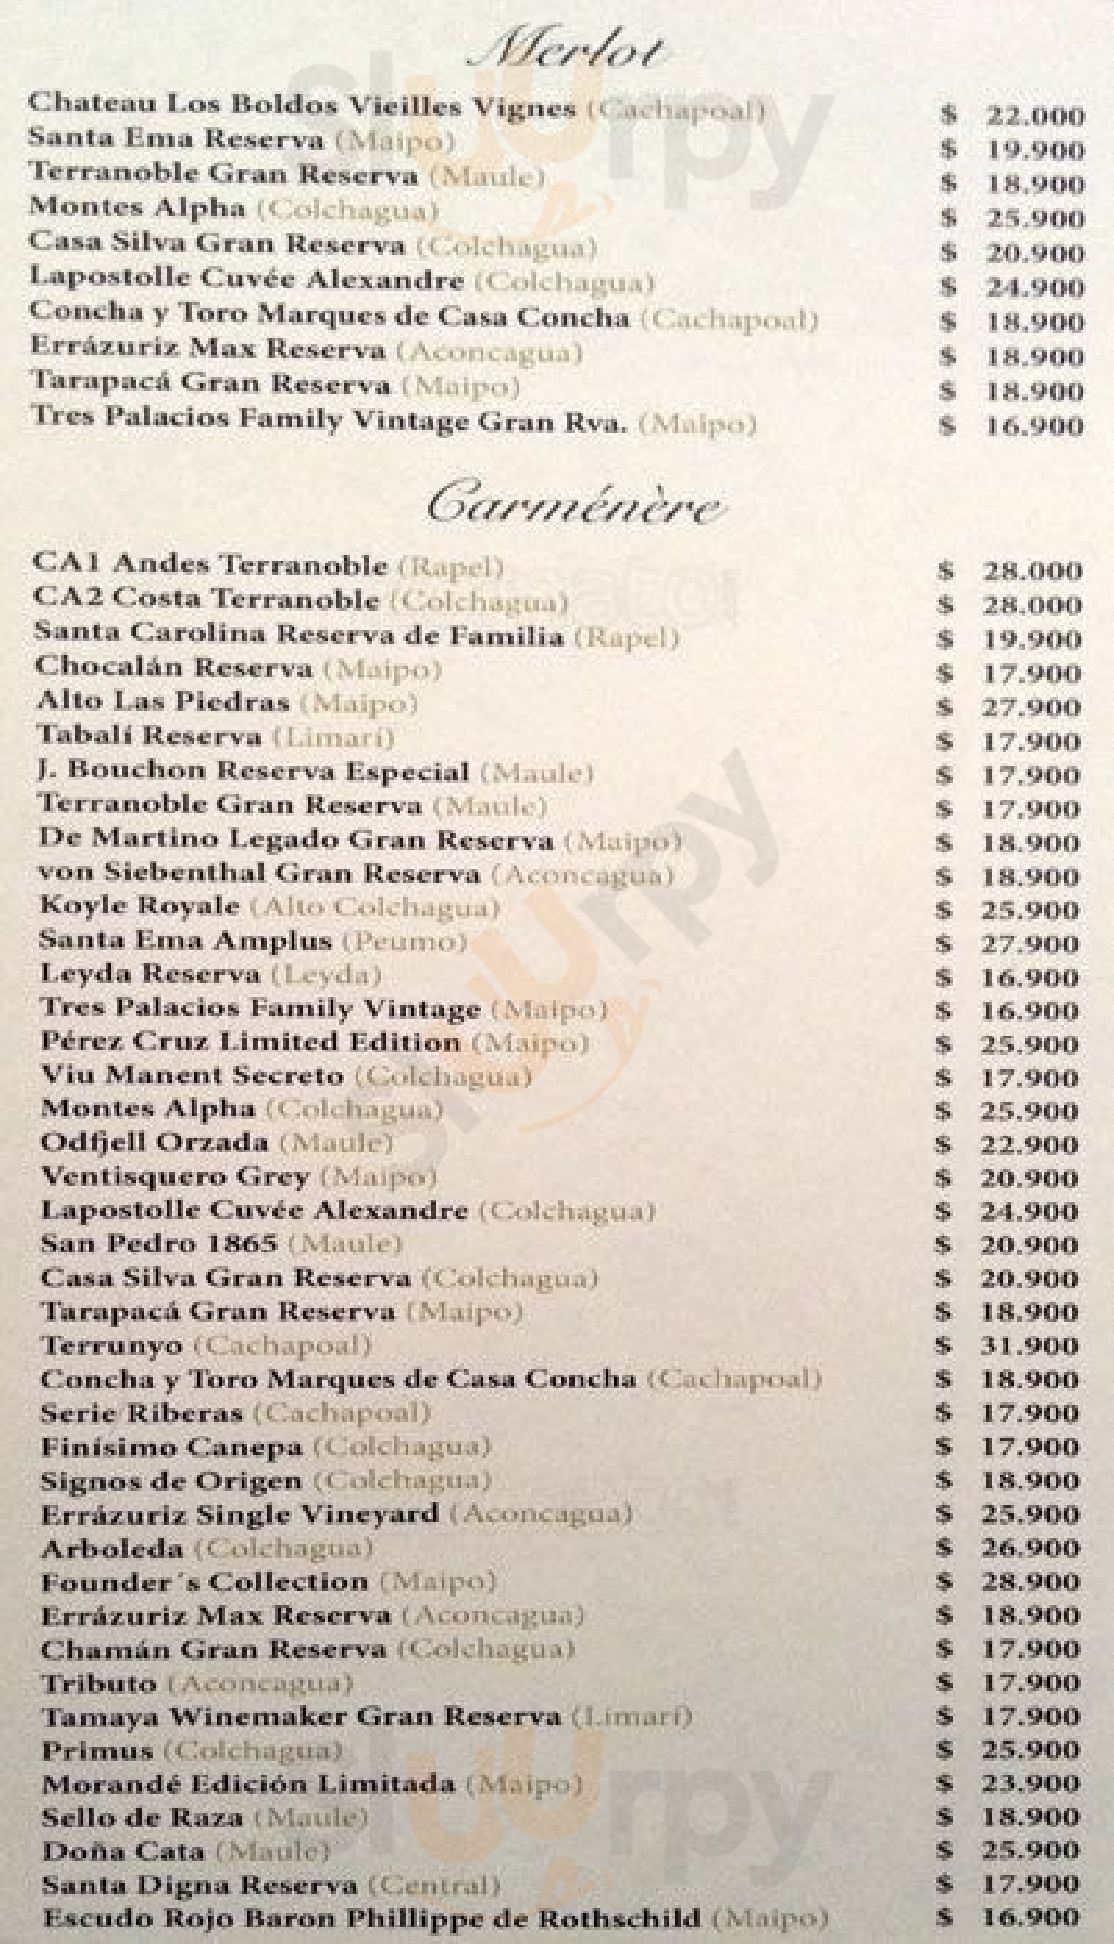 Merlot
Chateau Los Boldos Vieilles Vignes (Cachapoal) $ 22.000
Santa Ema Reserva (Maipo) $ 19.900
Terranoble Gran Reserva (Maule) $ 18.900
Montes Alpha (Colchagua) $ 25.900
Casa Silva Gran Reserva (Colchagua) $ 20.900
Lapostolle Cuvée Alexandre (Colchagua) $ 24.900
Concha y Toro Marques de Casa Concha (Cachapoal) $ 18.900
Errázuriz Max Reserva (Aconcagua) $ 18.900
Tarapacá Gran Reserva (Maipo) $ 18.900
Tres Palacios Family Vintage Gran Rva. (Maipo) $ 16.900
Carménère
CA1 Andes Terranoble (Rapel) $ 28.000
CA2 Costa Terranoble (Colchagua) $ 28.000
Santa Carolina Reserva de Familia (Rapel) $ 19.900
Chocalán Reserva (Maipo) $ 17.900
Alto Las Piedras (Maipo) $ 27.900
Tabalí Reserva (Limarí) $ 17.900
J. Bouchon Reserva Especial (Maule) $ 17.900
Terranoble Gran Reserva (Maule) $ 17.900
De Martino Legado Gran Reserva (Maipo) $ 18.900
von Siebenthal Gran Reserva (Aconcagua) $ 18.900
Koyle Royale (Alto Colchagua) $ 25.900
Santa Ema Amplus (Peumo) $ 27.900
Leyda Reserva (Leyda) $ 16.900
Tres Palacios Family Vintage (Maipo) $ 16.900
Pérez Cruz Limited Edition (Maipo) $ 25.900
Viu Manent Secreto (Colchagua) $ 17.900
Montes Alpha (Colchagua) $ 25.900
Odfjell Orzada (Maule) $ 22.900
Ventisquero Grey (Maipo) $ 20.900
Lapostolle Cuvée Alexandre (Colchagua) $ 24.900
San Pedro 1865 (Maule) $ 20.900
Casa Silva Gran Reserva (Colchagua) $ 20.900
Tarapacá Gran Reserva (Maipo) $ 18.900
Terrunyo (Cachapoal) $ 31.900
Concha y Toro Marques de Casa Concha (Cachapoal) $ 18.900
Serie Riberas (Cachapoal) $ 17.900
Finísimo Canepa (Colchagua) $ 17.900
Signos de Origen (Colchagua) $ 18.900
Errázuriz Single Vineyard (Aconcagua) $ 25.900
Arboleda (Colchagua) $ 26.900
Founder´s Collection (Maipo) $ 28.900
Errázuriz Max Reserva (Aconcagua) $ 18.900
Chamán Gran Reserva (Colchagua) $ 17.900
Tributo (Aconcagua) $ 17.900
Tamaya Winemaker Gran Reserva (Limarí) $ 17.900
Primus (Colchagua) $ 25.900
Morandé Edición Limitada (Maipo) $ 23.900
Sello de Raza (Maule) $ 18.900
Doña Cata (Maule) $ 25.900
Santa Digna Reserva (Central) $ 17.900
Escudo Rojo Baron Phillippe de Rothschild (Maipo) $ 16.900
Sluurpy
Sluurpy
Sluurpy